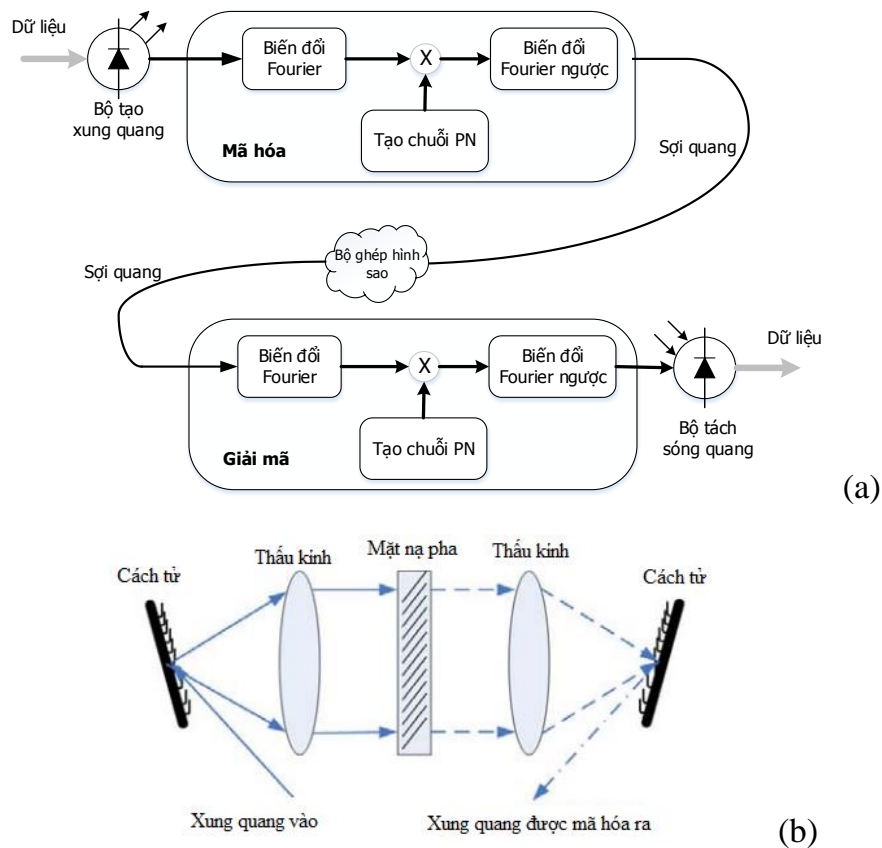 Dữ liệu
Bộ tạo
xung quang
Biến đổi
Fourier
X
Biến đổi
Fourier ngược
Tạo chuỗi PN
Mã hóa
Sợi quang
Bộ ghép hình
sao
Sợi quang
Biến đổi
Fourier
X
Biến đổi
Fourier ngược
Tạo chuỗi PN
Giải mã
Dữ liệu
Bộ tách
sóng quang
(a)
Cách tử
Thấu kính
Mặt nạ pha
Thấu kính
Cách tử
Xung quang vào
Xung quang được mã hóa ra
(b)